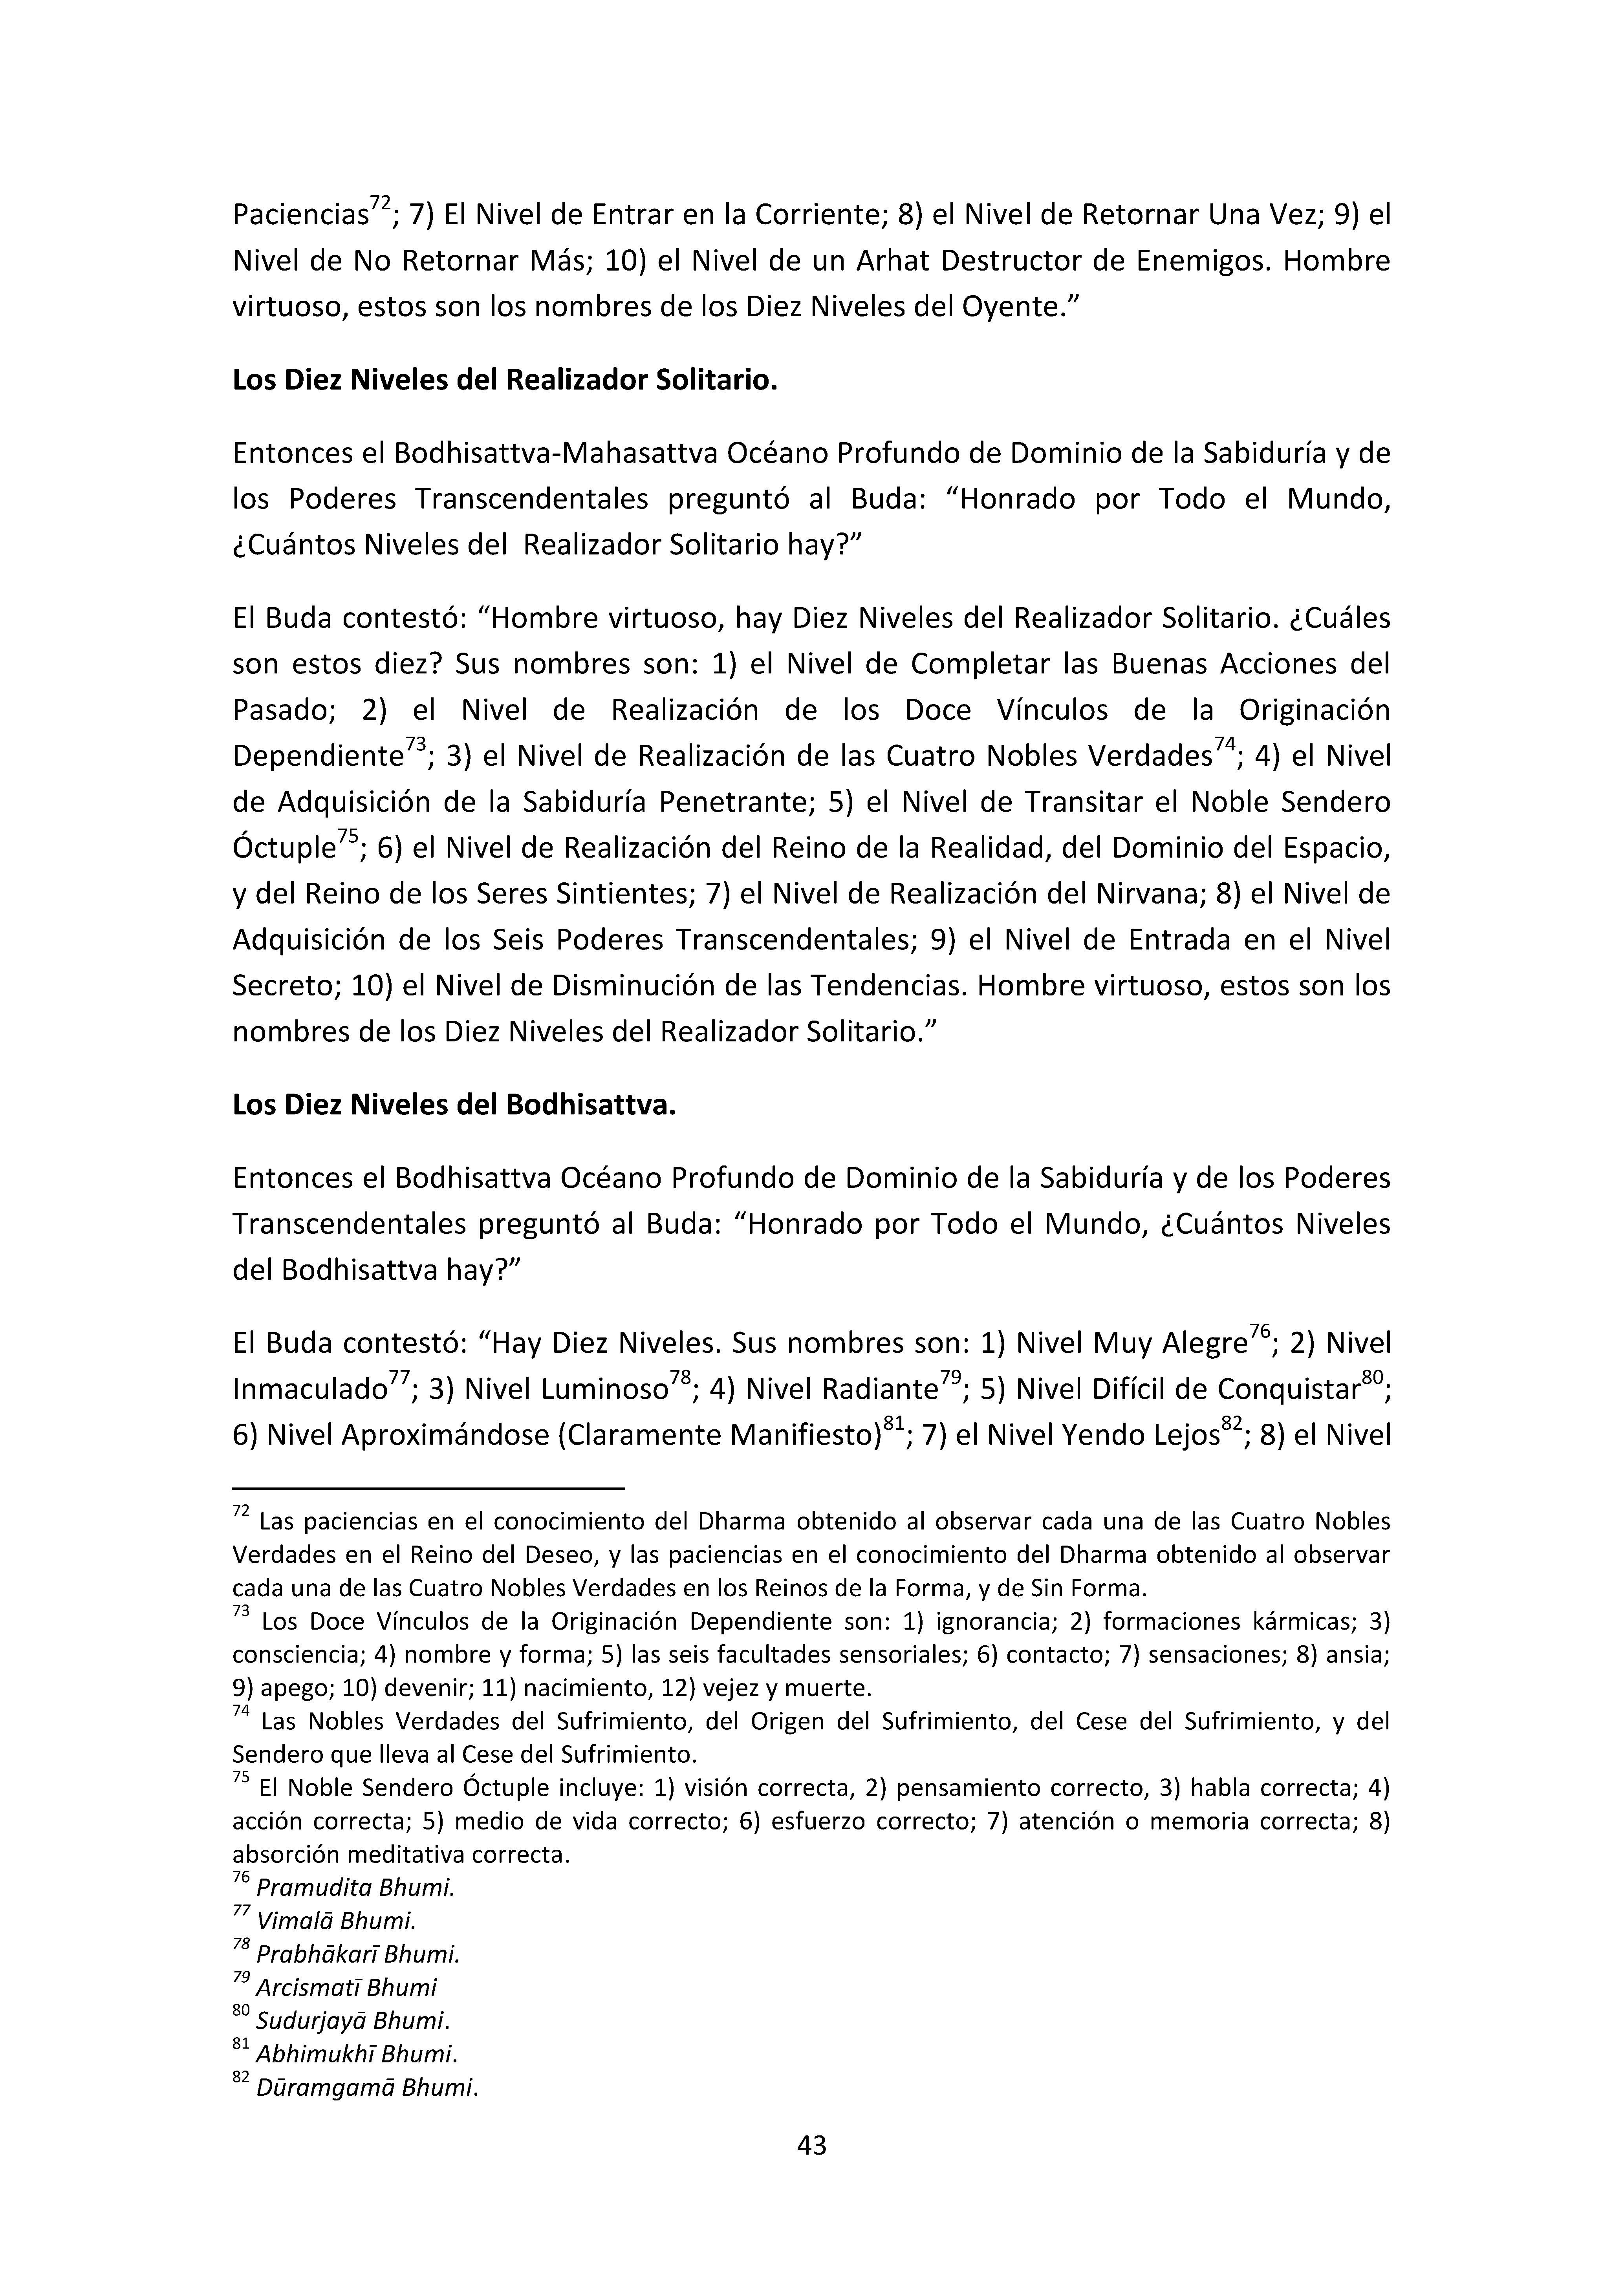 Paciencias72; 7) El Nivel de Entrar en la Corriente; 8) el Nivel de Retornar Una Vez; 9) el
Nivel de No Retornar Más; 10) el Nivel de un Arhat Destructor de Enemigos. Hombre
virtuoso, estos son los nombres de los Diez Niveles del Oyente.”
Los Diez Niveles del Realizador Solitario.
Entonces el Bodhisattva-Mahasattva Océano Profundo de Dominio de la Sabiduría y de
los Poderes Transcendentales preguntó al Buda: “Honrado por Todo el Mundo,
¿Cuántos Niveles del  Realizador Solitario hay?”
El Buda contestó: “Hombre virtuoso, hay Diez Niveles del Realizador Solitario. ¿Cuáles
son estos diez? Sus nombres son: 1) el Nivel de Completar las Buenas Acciones del
Pasado; 2) el Nivel de Realización de los Doce Vínculos de la Originación
Dependiente73; 3) el Nivel de Realización de las Cuatro Nobles Verdades74; 4) el Nivel
de Adquisición de la Sabiduría Penetrante; 5) el Nivel de Transitar el Noble Sendero
Óctuple75; 6) el Nivel de Realización del Reino de la Realidad, del Dominio del Espacio,
y del Reino de los Seres Sintientes; 7) el Nivel de Realización del Nirvana; 8) el Nivel de
Adquisición de los Seis Poderes Transcendentales; 9) el Nivel de Entrada en el Nivel
Secreto; 10) el Nivel de Disminución de las Tendencias. Hombre virtuoso, estos son los
nombres de los Diez Niveles del Realizador Solitario.”
Los Diez Niveles del Bodhisattva.
Entonces el Bodhisattva Océano Profundo de Dominio de la Sabiduría y de los Poderes
Transcendentales preguntó al Buda: “Honrado por Todo el Mundo, ¿Cuántos Niveles
del Bodhisattva hay?”
El Buda contestó: “Hay Diez Niveles. Sus nombres son: 1) Nivel Muy Alegre76; 2) Nivel
Inmaculado77; 3) Nivel Luminoso78; 4) Nivel Radiante79; 5) Nivel Difícil de Conquistar80;
6) Nivel Aproximándose (Claramente Manifiesto)81; 7) el Nivel Yendo Lejos82; 8) el Nivel
72 Las paciencias en el conocimiento del Dharma obtenido al observar cada una de las Cuatro Nobles
Verdades en el Reino del Deseo, y las paciencias en el conocimiento del Dharma obtenido al observar
cada una de las Cuatro Nobles Verdades en los Reinos de la Forma, y de Sin Forma.
73 Los Doce Vínculos de la Originación Dependiente son: 1) ignorancia; 2) formaciones kármicas; 3)
consciencia; 4) nombre y forma; 5) las seis facultades sensoriales; 6) contacto; 7) sensaciones; 8) ansia;
9) apego; 10) devenir; 11) nacimiento, 12) vejez y muerte.
74 Las Nobles Verdades del Sufrimiento, del Origen del Sufrimiento, del Cese del Sufrimiento, y del
Sendero que lleva al Cese del Sufrimiento.
75 El Noble Sendero Óctuple incluye: 1) visión correcta, 2) pensamiento correcto, 3) habla correcta; 4)
acción correcta; 5) medio de vida correcto; 6) esfuerzo correcto; 7) atención o memoria correcta; 8)
absorción meditativa correcta.
76 Pramudita Bhumi.
77 Vimalā Bhumi.
78 Prabhākarī Bhumi.
79 Arcismatī Bhumi
80 Sudurjayā Bhumi.
81 Abhimukhī Bhumi.
82 Dūramgamā Bhumi.
43